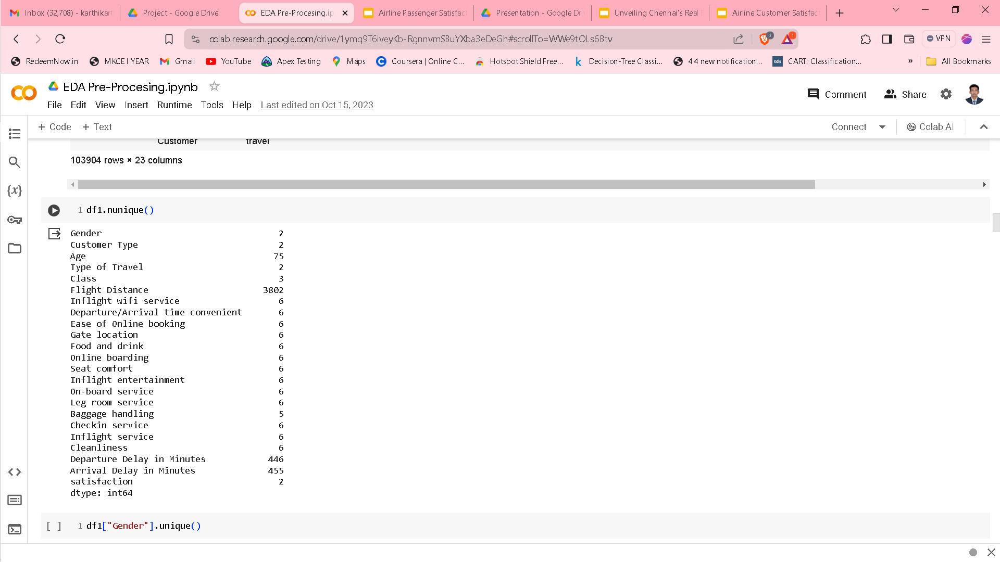 Inbox (32,708) - karthikart
Project - Google Drive
EDA Pre-Procesing.ip
Airline Passenger Satisfac
Presentation - Google Dri
Unveiling Chennai's Real
Airline Customer Satisfact
colab.research.google.com/drive/1ymq9T6iveyKb-RgnnvmSBuYXba3eDeGh#scrollTo=WWe9tOLs6Btv
2
1
VPN
RedeemNow.in
MKCE I YEAR
Gmail
YouTube
Apex Testing
Maps
Coursera | Online C...
Hotspot Shield Free...
Decision-Tree Classi...
4 4 new notification...
tds CART: Classification...
» All Bookmarks
EDA Pre-Procesing.ipynb
Comment Share
File Edit View Insert Runtime Tools Help Last edited on Oct 15, 2023
+ Code + Text Connect Colab AI
Customer travel
103904 rows × 23 columns
{x}
1 df1.nunique()
Gender 2
Customer Type 2
Age 75
Type of Travel 2
Class 3
Flight Distance 3802
Inflight wifi service 6
Departure/Arrival time convenient 6
Ease of Online booking 6
Gate location 6
Food and drink 6
Online boarding 6
Seat comfort 6
Inflight entertainment 6
On-board service 6
Leg room service 6
Baggage handling 5
Checkin service 6
Inflight service 6
Cleanliness 6
Departure Delay in Minutes 446
Arrival Delay in Minutes 455
satisfaction 2
dtype: int64
[ ] 1 df1["Gender"].unique()